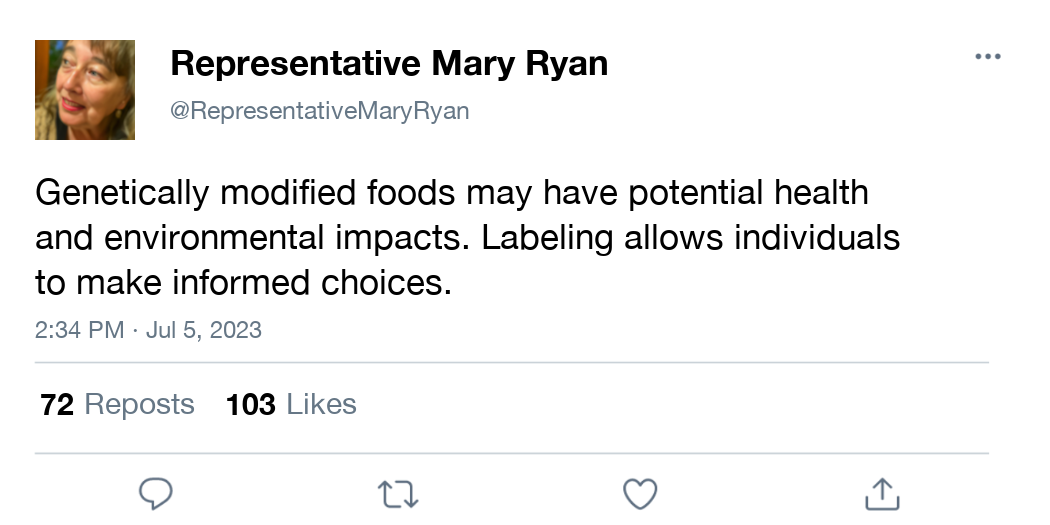 Representative Mary Ryan
@RepresentativeMaryRyan
Genetically modified foods may have potential health
and environmental impacts. Labeling allows individuals
to make informed choices.
2:34 PM · Jul 5, 2023
72 Reposts 103 Likes